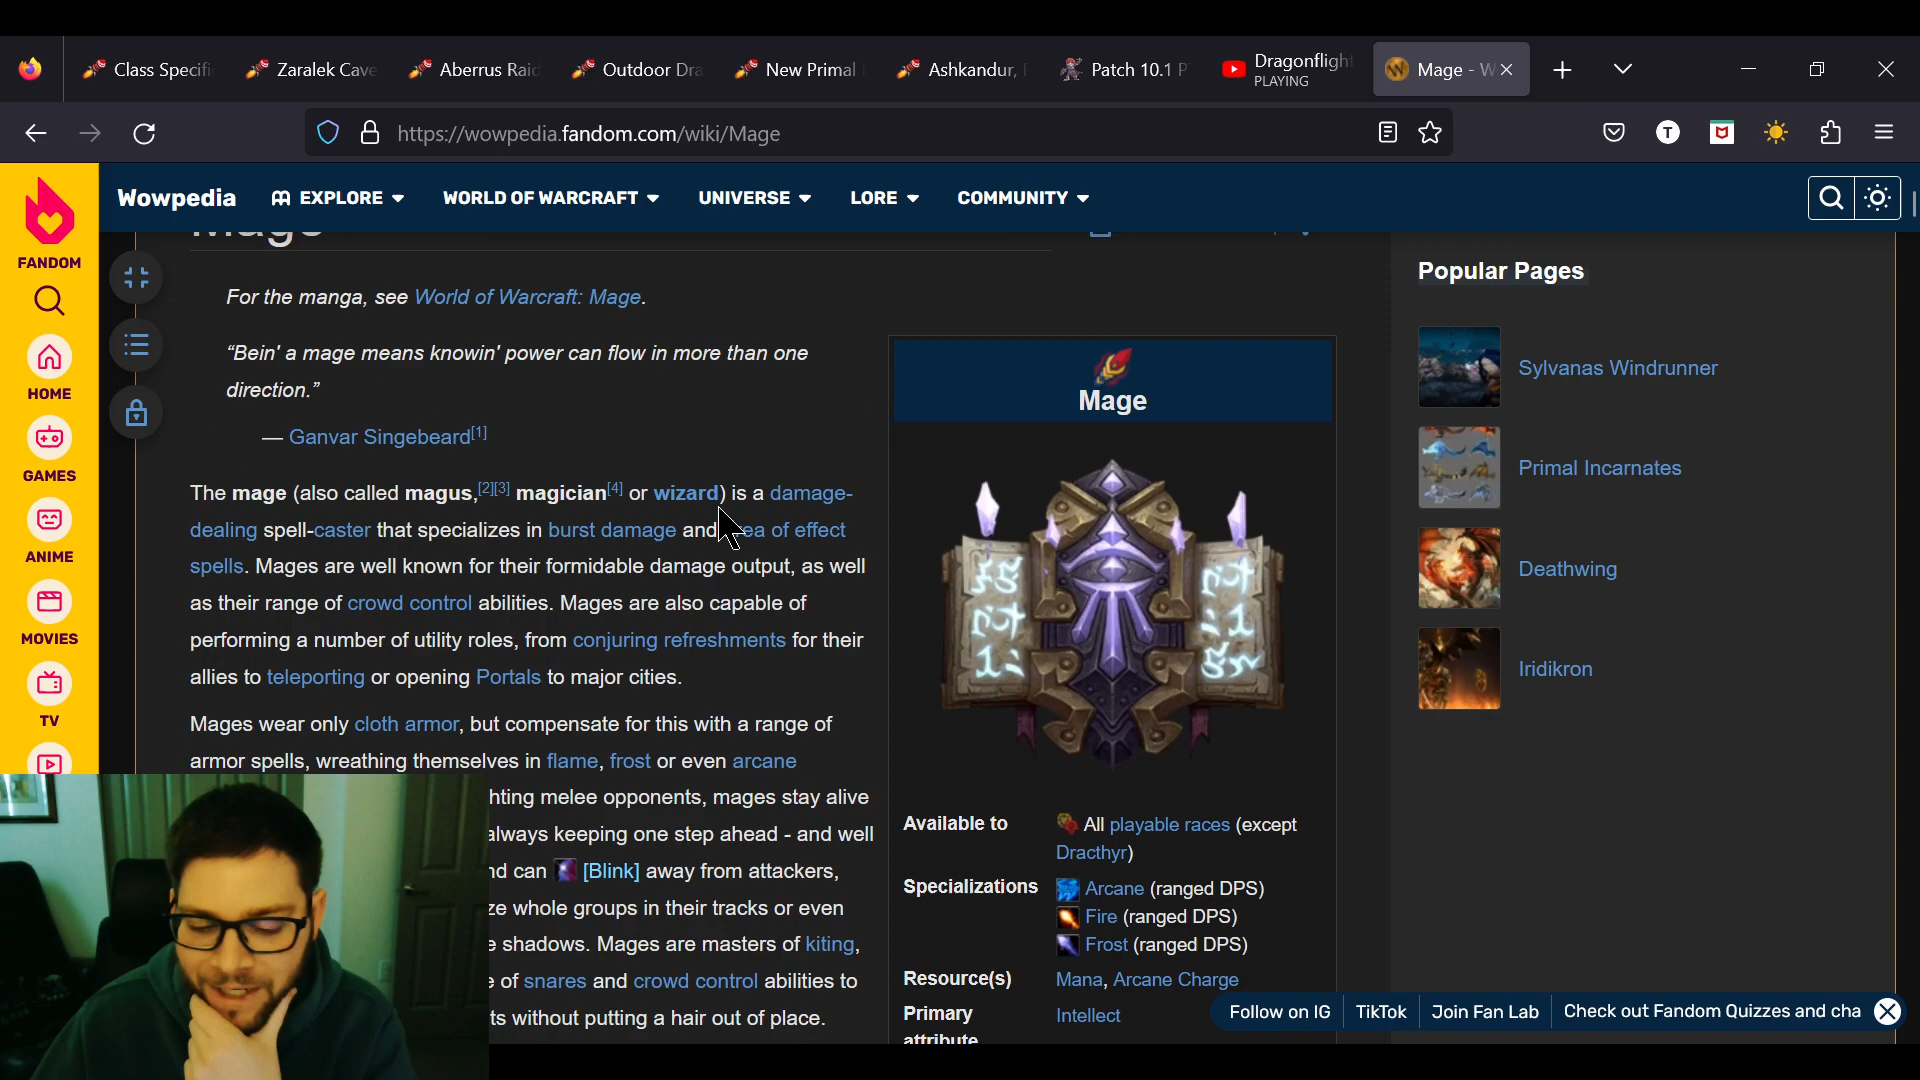 Class Specifi
Zaralek Cave
Aberrus Raid
Outdoor Dra
New Primal
Ashkandur,
Patch 10.1 P
Dragonflight
PLAYING
Mage - W
https://wowpedia.fandom.com/wiki/Mage
T
Wowpedia
EXPLORE
WORLD OF WARCRAFT
UNIVERSE
LORE
COMMUNITY
FANDOM
HOME
GAMES
ANIME
MOVIES
TV
Mage
For the manga, see World of Warcraft: Mage.
“Bein' a mage means knowin' power can flow in more than one
direction.”
— Ganvar Singebeard[1]
The mage (also called magus,[2][3] magician[4] or wizard) is a damage-
dealing spell-caster that specializes in burst damage and ea of effect
spells. Mages are well known for their formidable damage output, as well
as their range of crowd control abilities. Mages are also capable of
performing a number of utility roles, from conjuring refreshments for their
allies to teleporting or opening Portals to major cities.
Mages wear only cloth armor, but compensate for this with a range of
armor spells, wreathing themselves in flame, frost or even arcane
hting melee opponents, mages stay alive
always keeping one step ahead - and well
nd can [Blink] away from attackers,
ze whole groups in their tracks or even
e shadows. Mages are masters of kiting,
e of snares and crowd control abilities to
ts without putting a hair out of place.
Mage
Available to
All playable races (except
Dracthyr)
Specializations
Arcane (ranged DPS)
Fire (ranged DPS)
Frost (ranged DPS)
Resource(s)
Mana, Arcane Charge
Primary
attribute
Intellect
Popular Pages
Sylvanas Windrunner
Primal Incarnates
Deathwing
Iridikron
Follow on IG
TikTok
Join Fan Lab
Check out Fandom Quizzes and cha